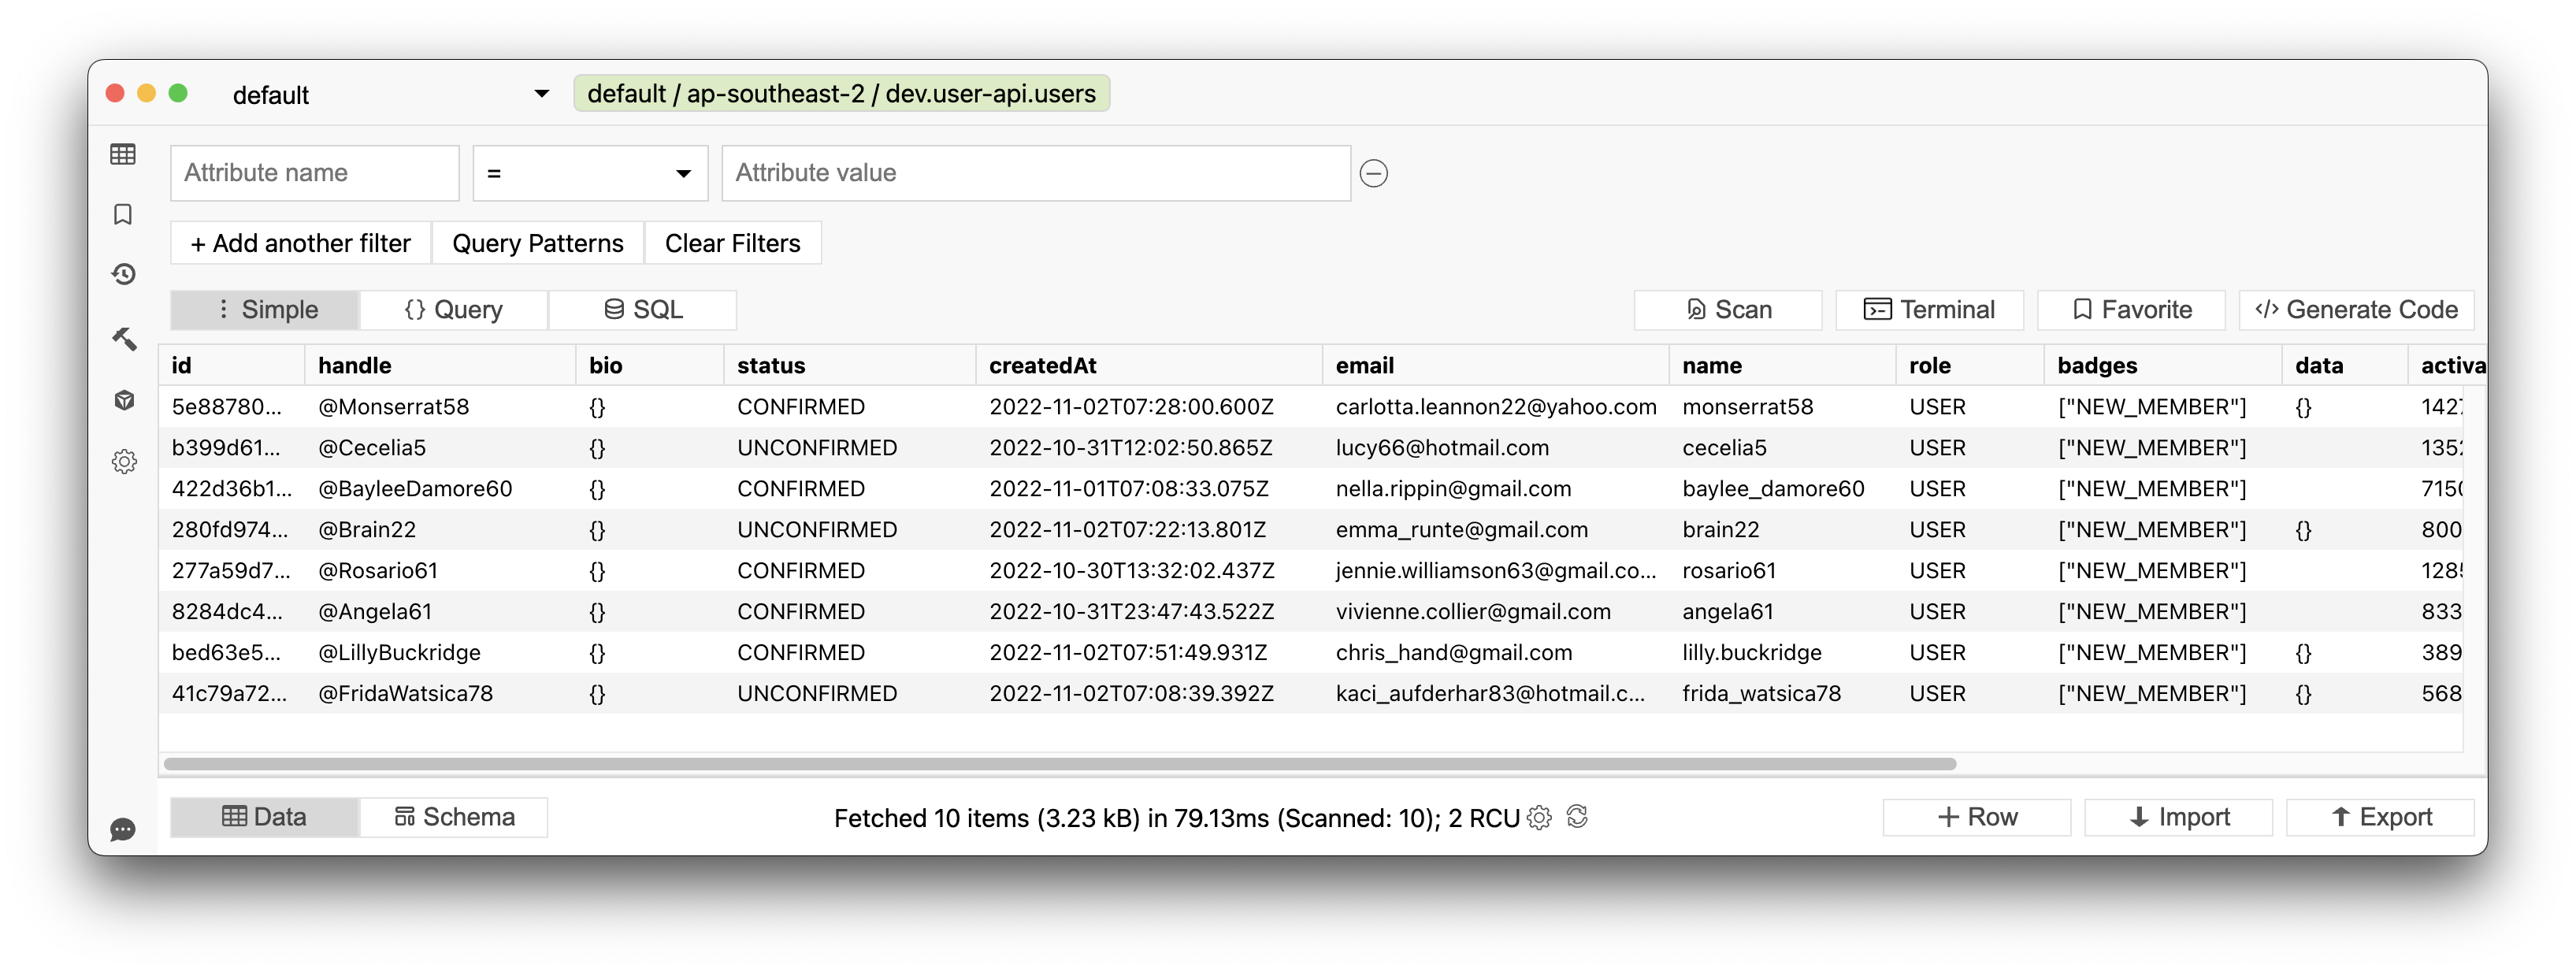 default default / ap-southeast-2 / dev.user-api.users
Attribute name = Attribute value
+ Add another filter Query Patterns Clear Filters
Simple {} Query SQL Scan Terminal Favorite </> Generate Code
id handle bio status createdAt email name role badges data activa
5e88780... @Monserrat58 {} CONFIRMED 2022-11-02T07:28:00.600Z carlotta.leannon22@yahoo.com monserrat58 USER ["NEW_MEMBER"] {} 1427
b399d61... @Cecelia5 {} UNCONFIRMED 2022-10-31T12:02:50.865Z lucy66@hotmail.com cecelia5 USER ["NEW_MEMBER"] 1352
422d36b1... @BayleeDamore60 {} CONFIRMED 2022-11-01T07:08:33.075Z nella.rippin@gmail.com baylee_damore60 USER ["NEW_MEMBER"] 7150
280fd974... @Brain22 {} UNCONFIRMED 2022-11-02T07:22:13.801Z emma_runte@gmail.com brain22 USER ["NEW_MEMBER"] {} 800
277a59d7... @Rosario61 {} CONFIRMED 2022-10-30T13:32:02.437Z jennie.williamson63@gmail.co... rosario61 USER ["NEW_MEMBER"] 1285
8284dc4... @Angela61 {} CONFIRMED 2022-10-31T23:47:43.522Z vivienne.collier@gmail.com angela61 USER ["NEW_MEMBER"] 833
bed63e5... @LillyBuckridge {} CONFIRMED 2022-11-02T07:51:49.931Z chris_hand@gmail.com lilly.buckridge USER ["NEW_MEMBER"] {} 389
41c79a72... @FridaWatsica78 {} UNCONFIRMED 2022-11-02T07:08:39.392Z kaci_aufderhar83@hotmail.c... frida_watsica78 USER ["NEW_MEMBER"] {} 568
Data Schema Fetched 10 items (3.23 kB) in 79.13ms (Scanned: 10); 2 RCU + Row Import Export